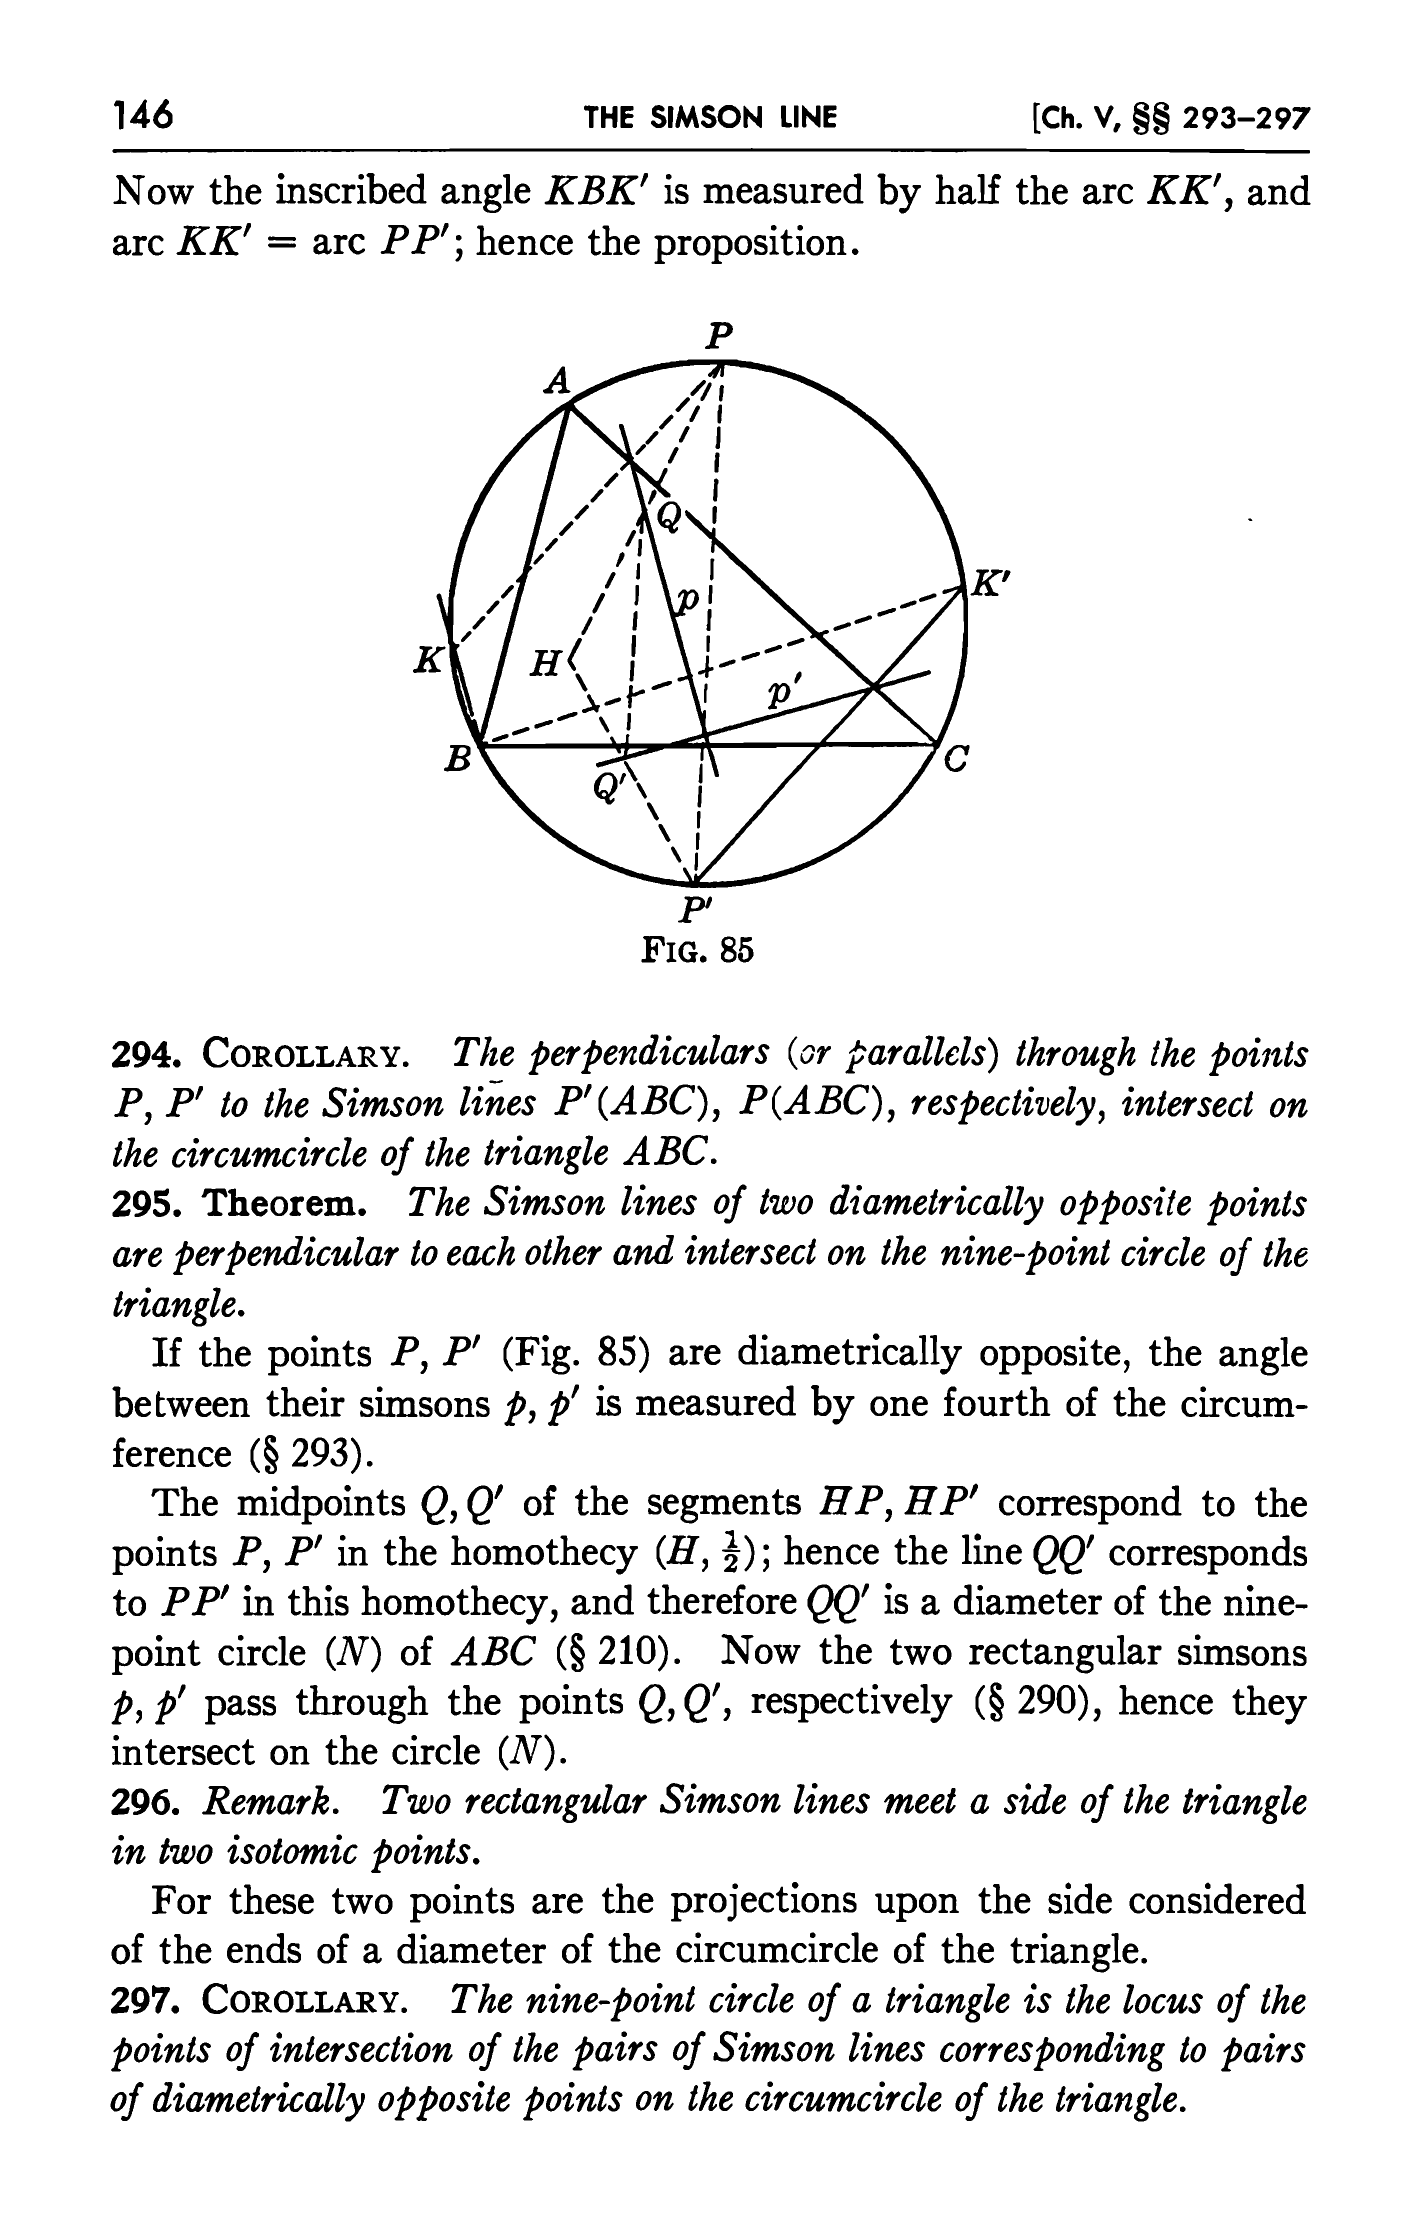 146 THE SIMSON LINE [Ch. V, §§ 293–297
Now the inscribed angle KBK′ is measured by half the arc KK′, and
arc KK′ = arc PP′; hence the proposition.
P
A
Q
K′
p
K
H
p′
B
C
Q′
P′
FIG. 85
294. COROLLARY. The perpendiculars (or parallels) through the points
P, P′ to the Simson lines P′(ABC), P(ABC), respectively, intersect on
the circumcircle of the triangle ABC.
295. Theorem. The Simson lines of two diametrically opposite points
are perpendicular to each other and intersect on the nine-point circle of the
triangle.
If the points P, P′ (Fig. 85) are diametrically opposite, the angle
between their simsons p, p′ is measured by one fourth of the circum-
ference (§ 293).
The midpoints Q, Q′ of the segments HP, HP′ correspond to the
points P, P′ in the homothecy (H, ½); hence the line QQ′ corresponds
to PP′ in this homothecy, and therefore QQ′ is a diameter of the nine-
point circle (N) of ABC (§ 210). Now the two rectangular simsons
p, p′ pass through the points Q, Q′, respectively (§ 290), hence they
intersect on the circle (N).
296. Remark. Two rectangular Simson lines meet a side of the triangle
in two isotomic points.
For these two points are the projections upon the side considered
of the ends of a diameter of the circumcircle of the triangle.
297. COROLLARY. The nine-point circle of a triangle is the locus of the
points of intersection of the pairs of Simson lines corresponding to pairs
of diametrically opposite points on the circumcircle of the triangle.